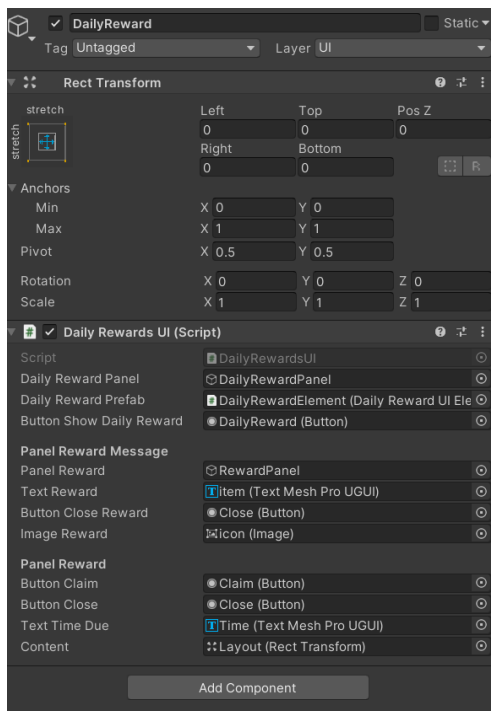 DailyReward Static
Tag Untagged Layer UI
Rect Transform
stretch Left Top Pos Z
stretch 0 0 0
Right Bottom
0 0 R
Anchors
Min X 0 Y 0
Max X 1 Y 1
Pivot X 0.5 Y 0.5
Rotation X 0 Y 0 Z 0
Scale X 1 Y 1 Z 1
# Daily Rewards UI (Script)
Script # DailyRewardsUI
Daily Reward Panel DailyRewardPanel
Daily Reward Prefab # DailyRewardElement (Daily Reward UI Ele
Button Show Daily Reward DailyReward (Button)
Panel Reward Message
Panel Reward RewardPanel
Text Reward T item (Text Mesh Pro UGUI)
Button Close Reward Close (Button)
Image Reward icon (Image)
Panel Reward
Button Claim Claim (Button)
Button Close Close (Button)
Text Time Due T Time (Text Mesh Pro UGUI)
Content Layout (Rect Transform)
Add Component